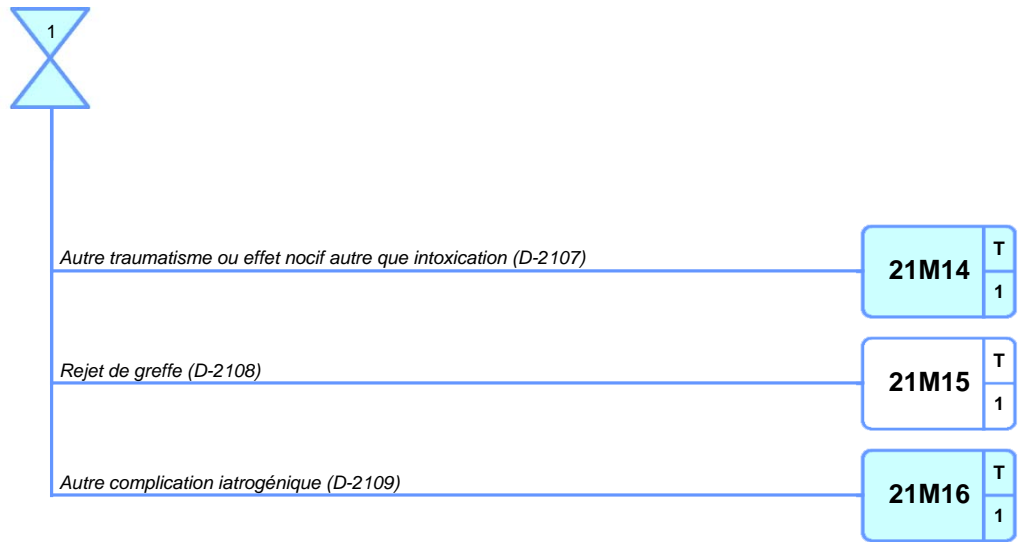 1
Autre traumatisme ou effet nocif autre que intoxication (D-2107)
21M14
T
1
Rejet de greffe (D-2108)
21M15
T
1
Autre complication iatrogénique (D-2109)
21M16
T
1